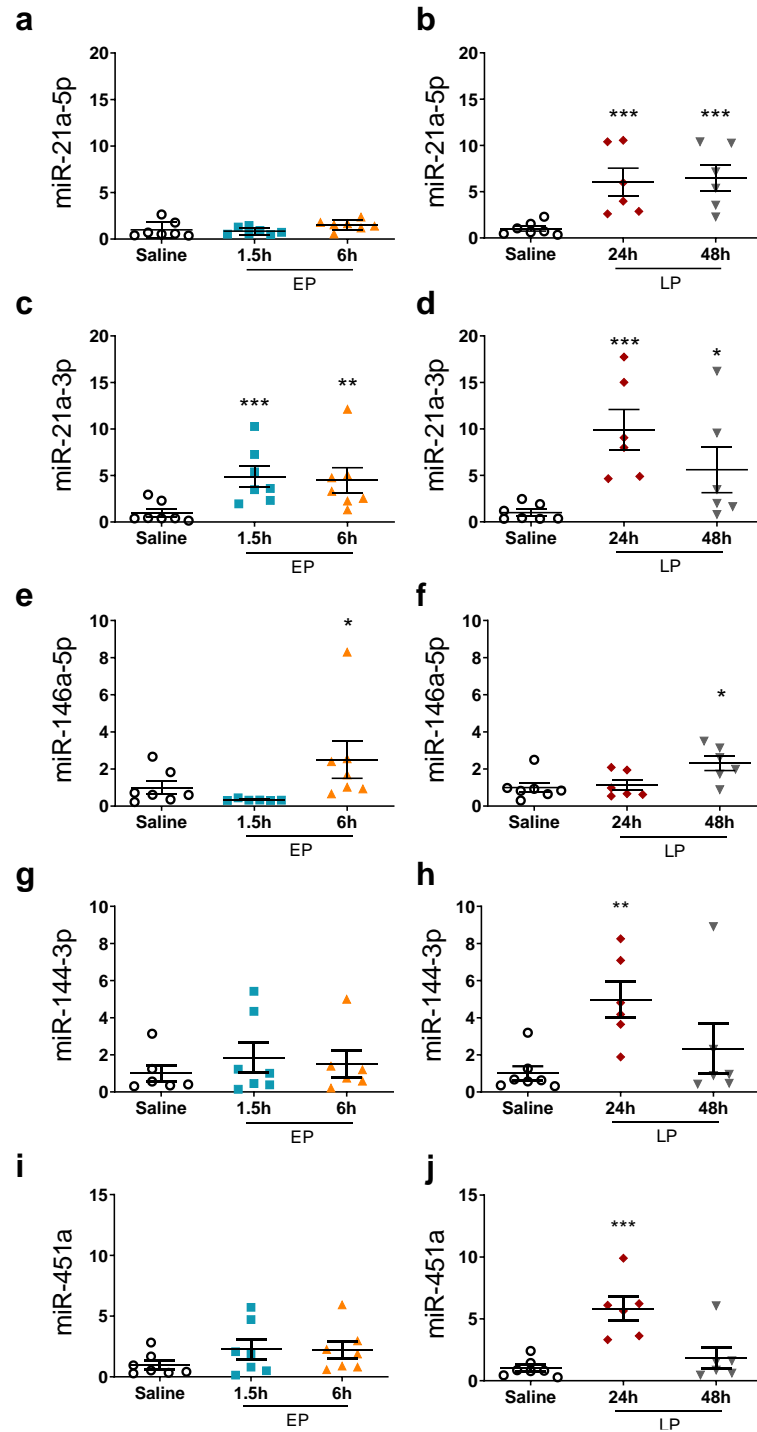 a
miR-21a-5p
20
15
10
5
0
***
***
Saline
1.5h
6h
EP
b
miR-21a-5p
20
15
10
5
0
Saline
24h
48h
LP
c
miR-21a-3p
20
15
10
5
0
***
**
Saline
1.5h
6h
EP
d
miR-21a-3p
20
15
10
5
0
***
*
Saline
24h
48h
LP
e
miR-146a-5p
10
8
6
4
2
0
*
Saline
1.5h
6h
EP
f
miR-146a-5p
10
8
6
4
2
0
*
Saline
24h
48h
LP
g
miR-144-3p
10
8
6
4
2
0
Saline
1.5h
6h
EP
h
miR-144-3p
10
8
6
4
2
0
**
Saline
24h
48h
LP
i
miR-451a
15
10
5
0
Saline
1.5h
6h
EP
j
miR-451a
15
10
5
0
***
Saline
24h
48h
LP